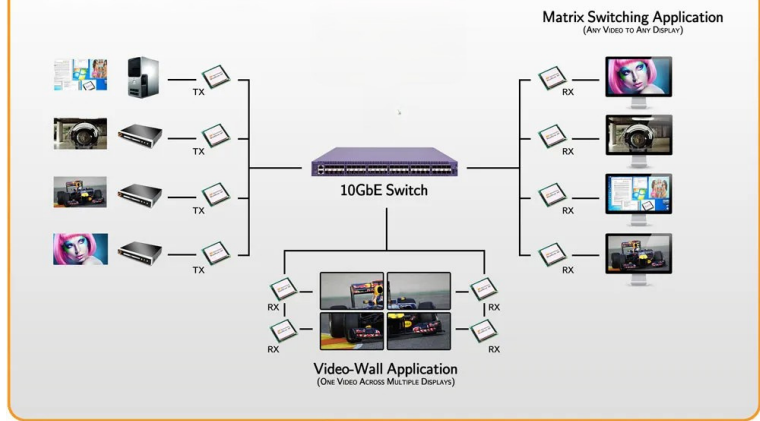 Matrix Switching Application
(Any Video to Any Display)
TX
TX
TX
TX
10GbE Switch
RX
RX
RX
RX
RX
RX
RX
RX
Video-Wall Application
(One Video Across Multiple Displays)